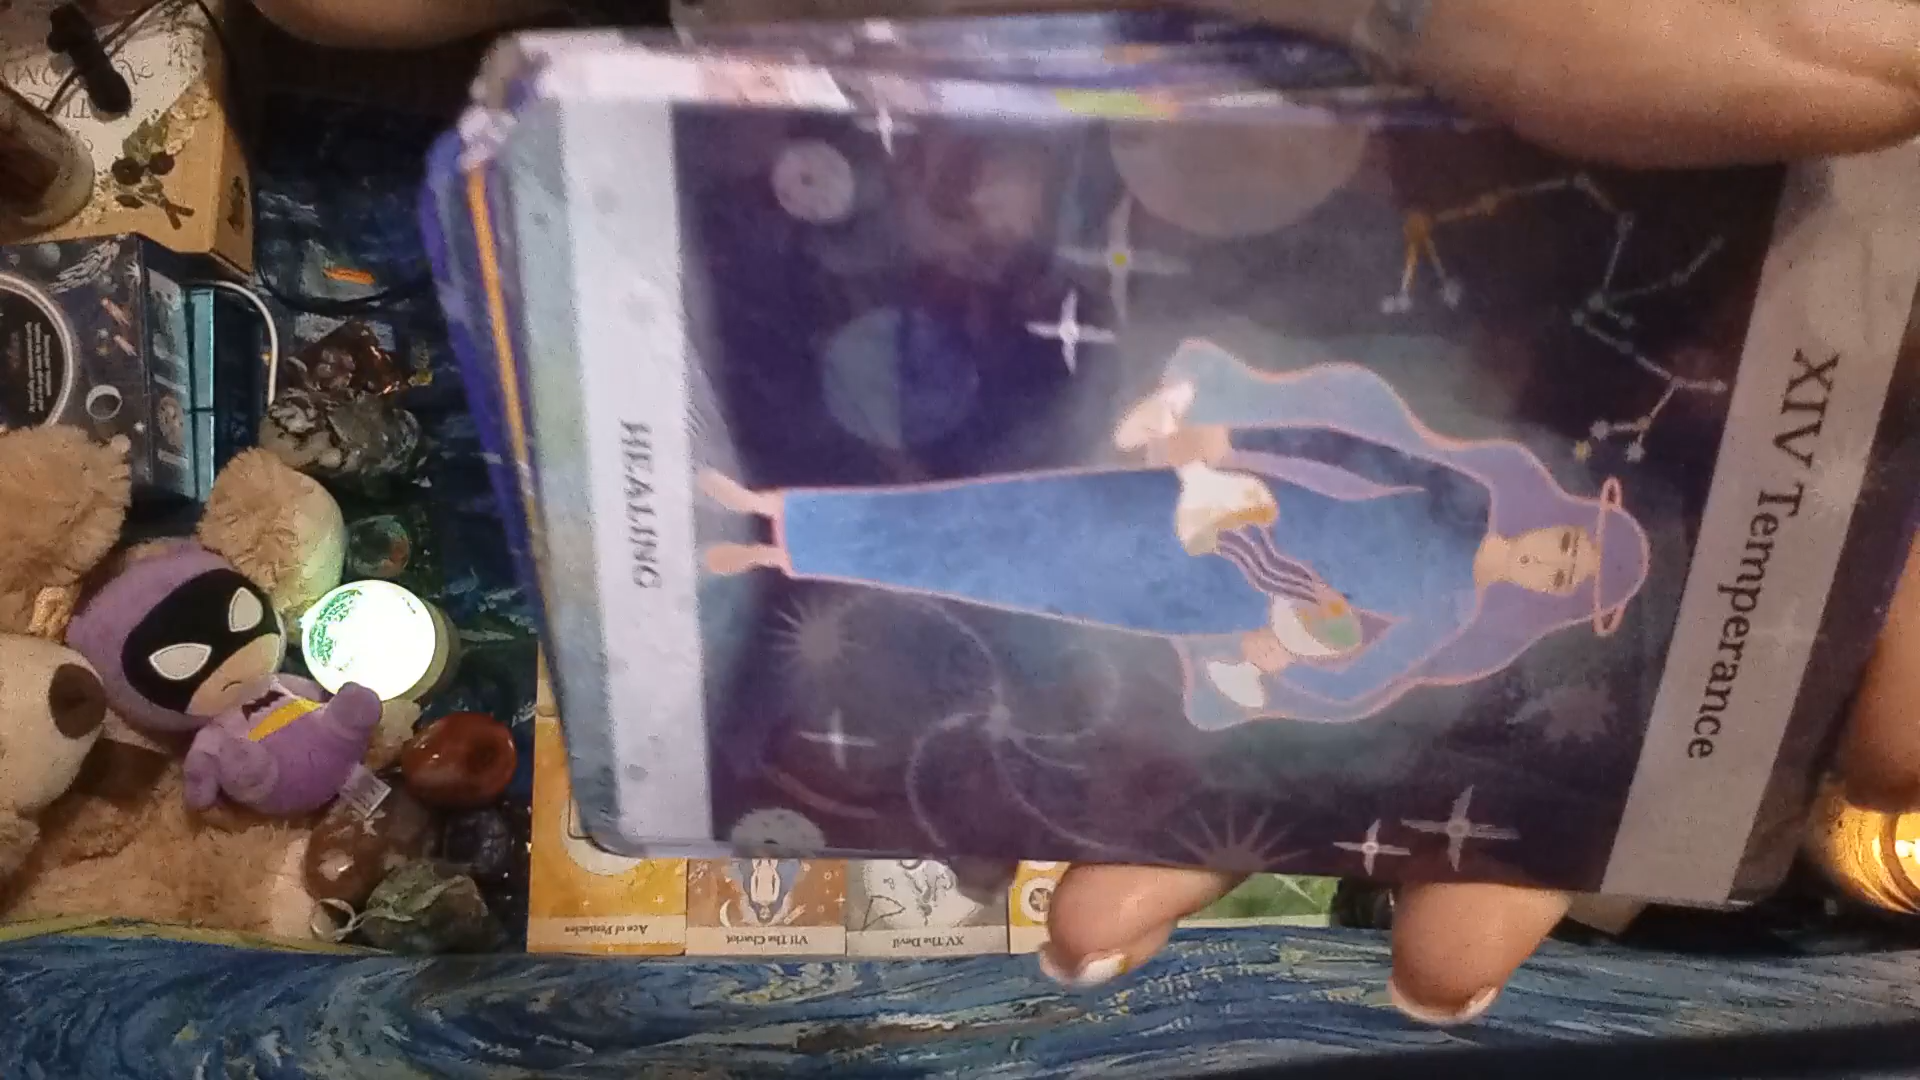 XIV Temperance
HEALING
Ace of Pentacles
VII The Chariot
XV The Devil